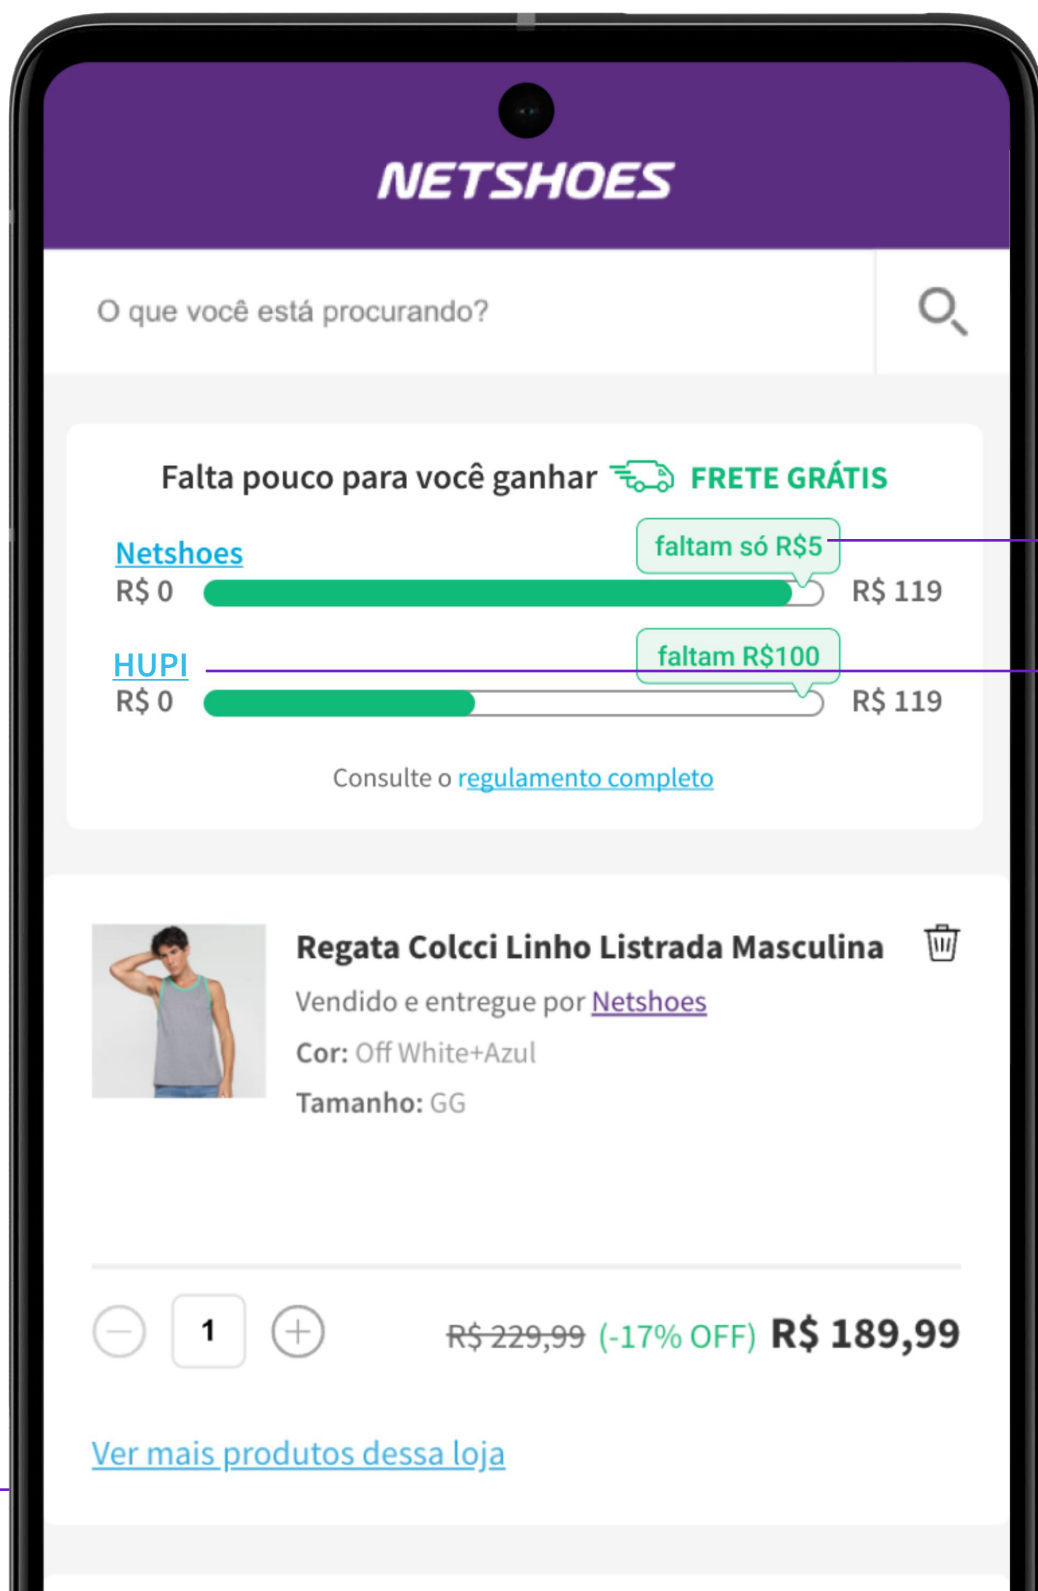 NETSHOES
O que você está procurando?
Falta pouco para você ganhar FRETE GRÁTIS
Netshoes
faltam só R$5
R$ 0
R$ 119
HUPI
faltam R$100
R$ 0
R$ 119
Consulte o regulamento completo
Regata Colcci Linho Listrada Masculina
Vendido e entregue por Netshoes
Cor: Off White+Azul
Tamanho: GG
1
R$ 229,99 (-17% OFF) R$ 189,99
Ver mais produtos dessa loja